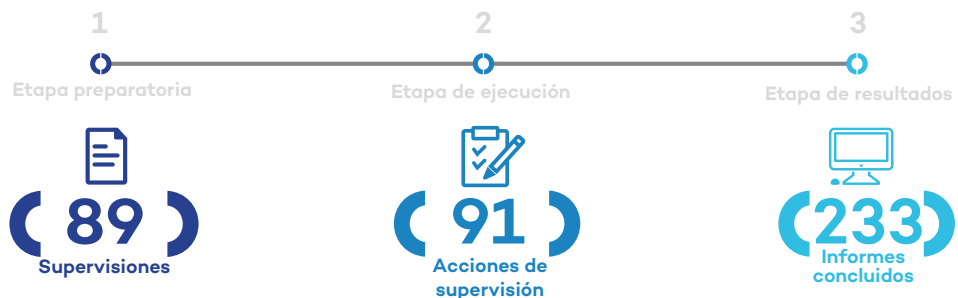 1
2
3
Etapa preparatoria
Etapa de ejecución
Etapa de resultados
89
Supervisiones
91
Acciones de
supervisión
233
Informes
concluidos